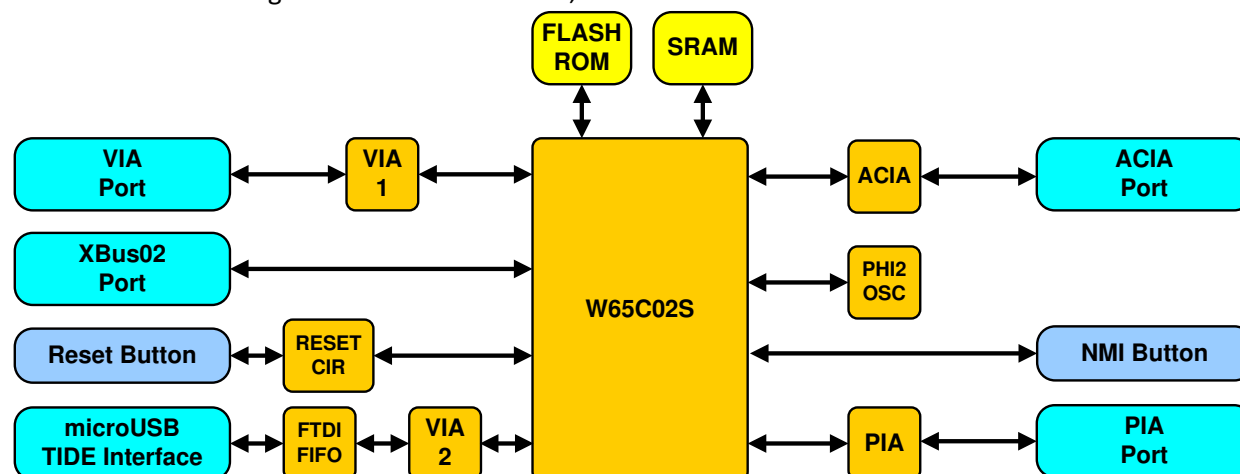 FLASH
ROM
SRAM
VIA
Port
VIA
1
ACIA
ACIA
Port
XBus02
Port
PHI2
OSC
W65C02S
Reset Button
RESET
CIR
NMI Button
microUSB
TIDE Interface
FTDI
FIFO
VIA
2
PIA
PIA
Port